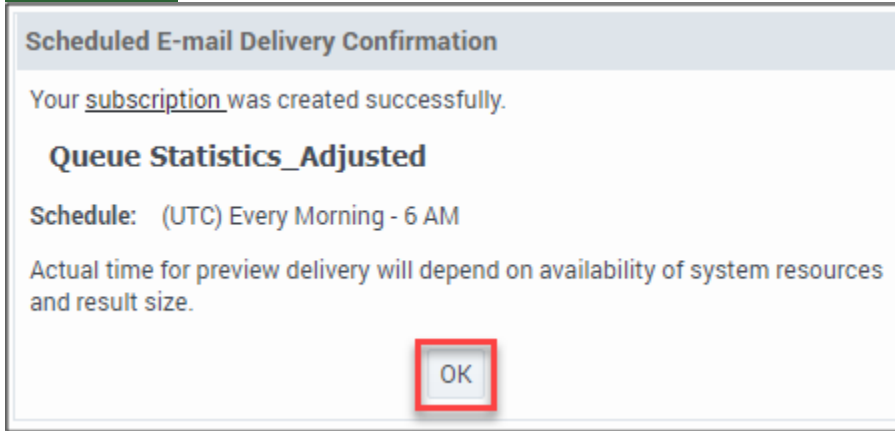 Scheduled E-mail Delivery Confirmation
Your subscription was created successfully.
Queue Statistics_Adjusted
Schedule: (UTC) Every Morning - 6 AM
Actual time for preview delivery will depend on availability of system resources
and result size.
OK